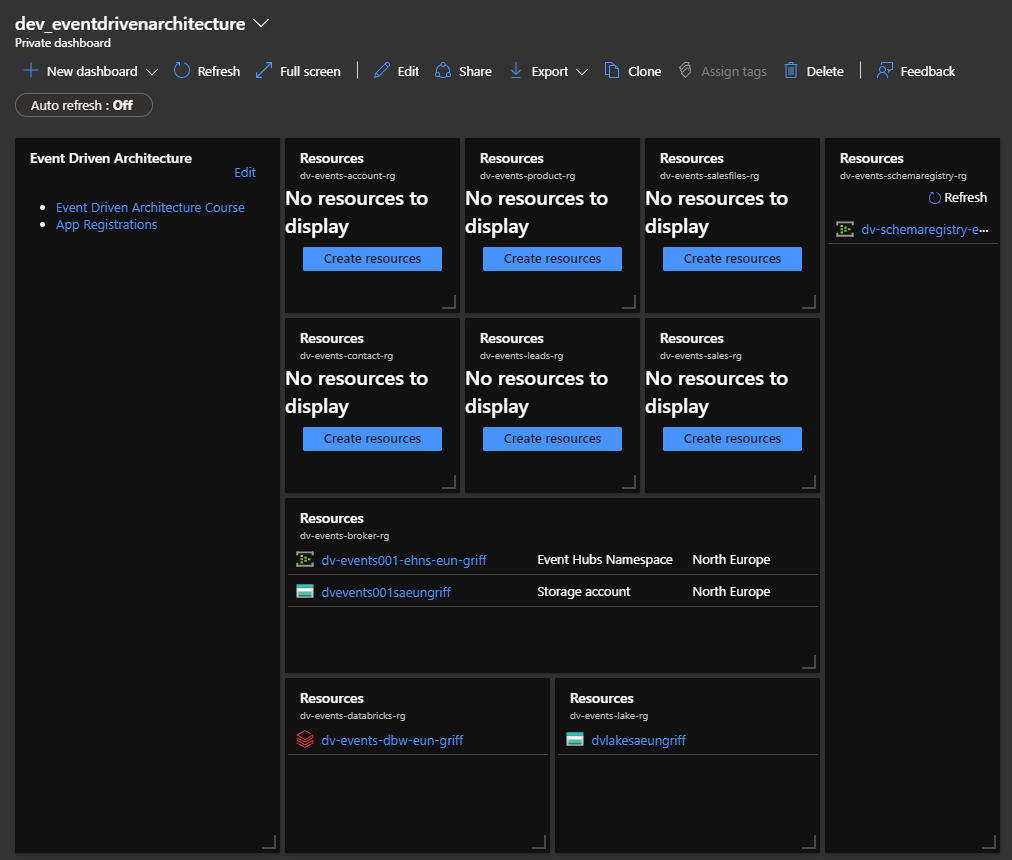 dev_eventdrivenarchitecture
Private dashboard
New dashboard
Refresh
Full screen
Edit
Share
Export
Clone
Assign tags
Delete
Feedback
Auto refresh : Off
Event Driven Architecture
Edit
Event Driven Architecture Course
App Registrations
Resources
dv-events-account-rg
No resources to
display
Create resources
Resources
dv-events-product-rg
No resources to
display
Create resources
Resources
dv-events-salesfiles-rg
No resources to
display
Create resources
Resources
dv-events-schemaregistry-rg
Refresh
dv-schemaregistry-e...
Resources
dv-events-contact-rg
No resources to
display
Create resources
Resources
dv-events-leads-rg
No resources to
display
Create resources
Resources
dv-events-sales-rg
No resources to
display
Create resources
Resources
dv-events-broker-rg
dv-events001-ehns-eun-griff Event Hubs Namespace North Europe
dvevents001saeungriff Storage account North Europe
Resources
dv-events-databricks-rg
dv-events-dbw-eun-griff
Resources
dv-events-lake-rg
dvlakesaeungriff